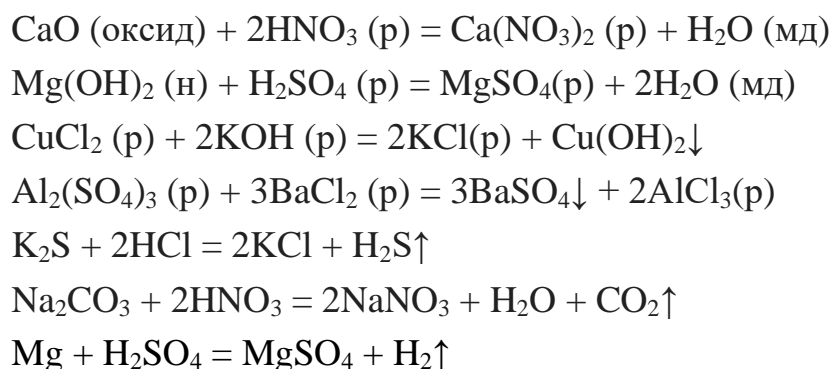 CaO (оксид) + 2HNO₃ (р) = Ca(NO₃)₂ (р) + H₂O (мд)
Mg(OH)₂ (н) + H₂SO₄ (р) = MgSO₄(р) + 2H₂O (мд)
CuCl₂ (р) + 2KOH (р) = 2KCl(р) + Cu(OH)₂↓
Al₂(SO₄)₃ (р) + 3BaCl₂ (р) = 3BaSO₄↓ + 2AlCl₃(р)
K₂S + 2HCl = 2KCl + H₂S↑
Na₂CO₃ + 2HNO₃ = 2NaNO₃ + H₂O + CO₂↑
Mg + H₂SO₄ = MgSO₄ + H₂↑